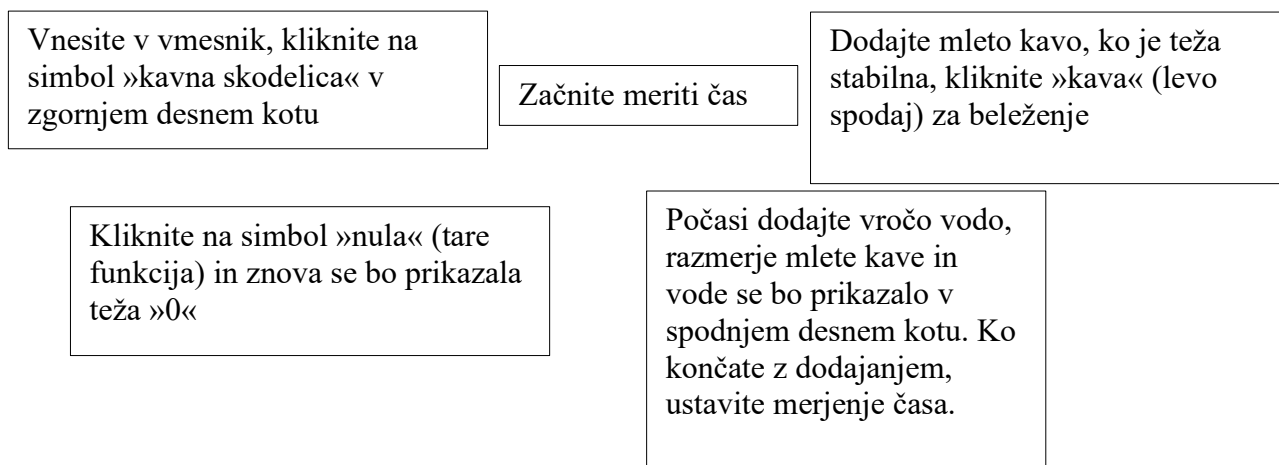 Vnesite v vmesnik, kliknite na
simbol »kavna skodelica« v
zgornjem desnem kotu
Začnite meriti čas
Dodajte mleto kavo, ko je teža
stabilna, kliknite »kava« (levo
spodaj) za beleženje
Kliknite na simbol »nula« (tare
funkcija) in znova se bo prikazala
teža »0«
Počasi dodajte vročo vodo,
razmerje mlete kave in
vode se bo prikazalo v
spodnjem desnem kotu. Ko
končate z dodajanjem,
ustavite merjenje časa.